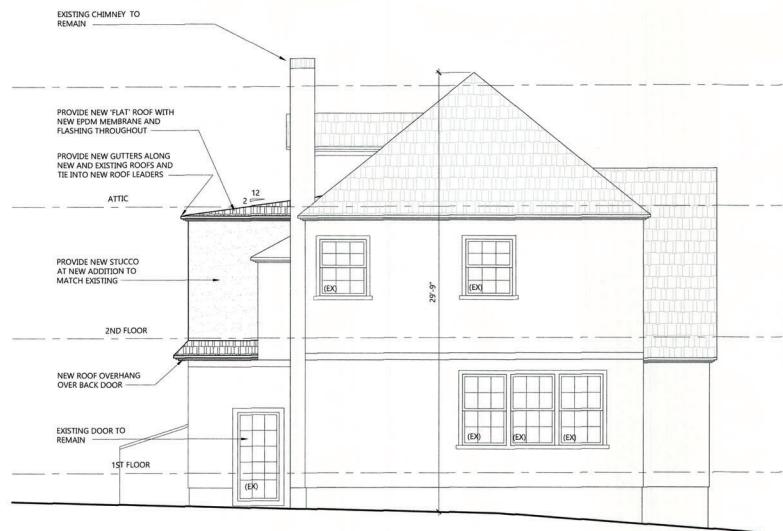 EXISTING CHIMNEY TO
REMAIN
PROVIDE NEW 'FLAT' ROOF WITH
NEW EPDM MEMBRANE AND
FLASHING THROUGHOUT
PROVIDE NEW GUTTERS ALONG
NEW AND EXISTING ROOFS AND
TIE INTO NEW ROOF LEADERS
12
2
ATTIC
PROVIDE NEW STUCCO
AT NEW ADDITION TO
MATCH EXISTING
(EX)
(EX)
29'-9"
2ND FLOOR
NEW ROOF OVERHANG
OVER BACK DOOR
EXISTING DOOR TO
REMAIN
(EX)
(EX)
(EX)
1ST FLOOR
(EX)